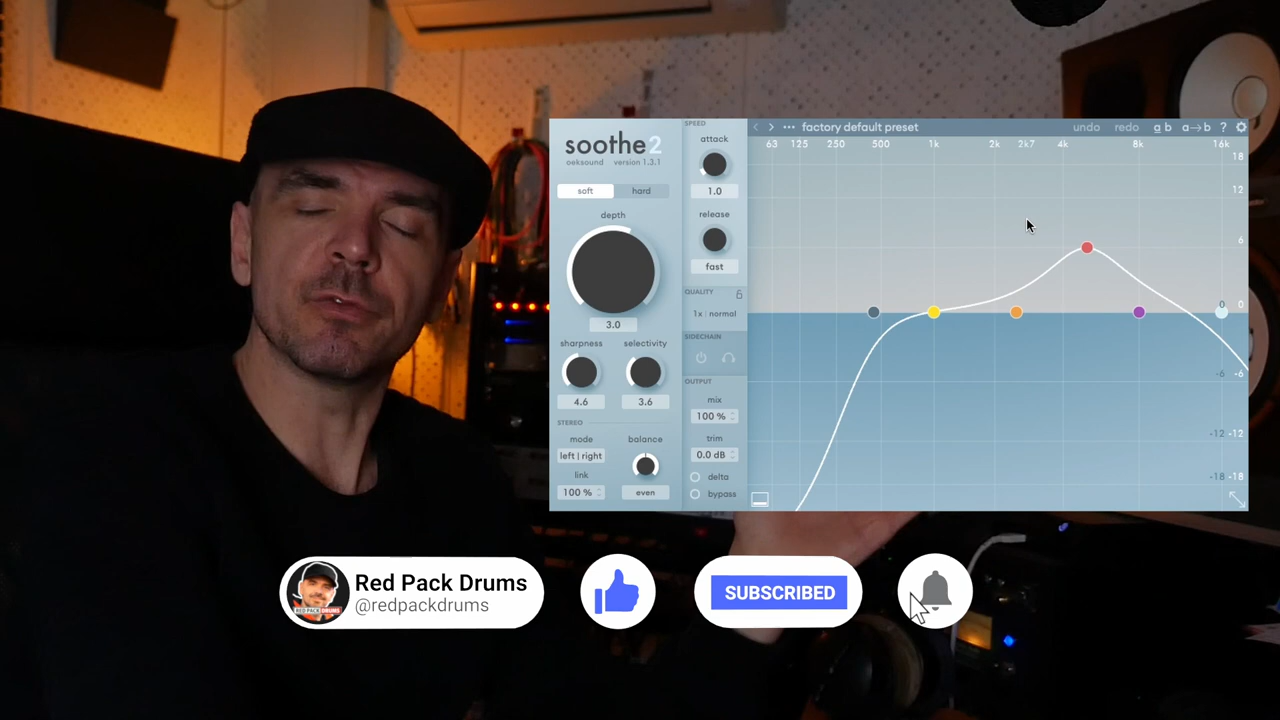 soothe2
oeksound version 1.3.1
soft hard
depth
3.0
sharpness selectivity
4.6 3.6
STEREO
mode balance
left | right
link
100 % even
SPEED
attack
1.0
release
fast
QUALITY
1x | normal
SIDECHAIN
OUTPUT
mix
100 %
trim
0.0 dB
delta
bypass
factory default preset undo redo a b a→b ?
63 125 250 500 1k 2k 2k7 4k 8k 16k
18
12
6
0 0
-6 -6
-12 -12
-18 -18
Red Pack Drums
@redpackdrums
RED PACK DRUMS
SUBSCRIBED